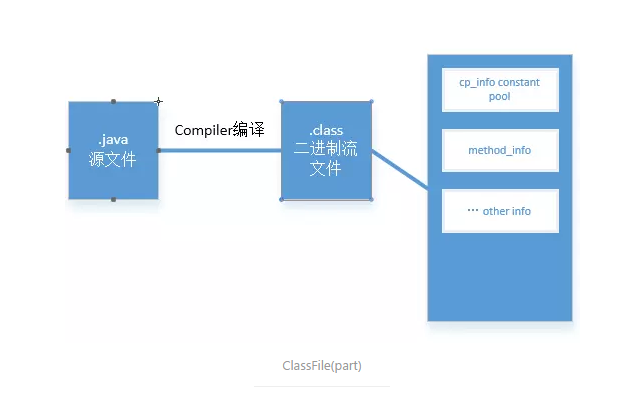 .java
源文件
Compiler编译
.class
二进制流
文件
cp_info constant
pool
method_info
··· other info
ClassFile(part)